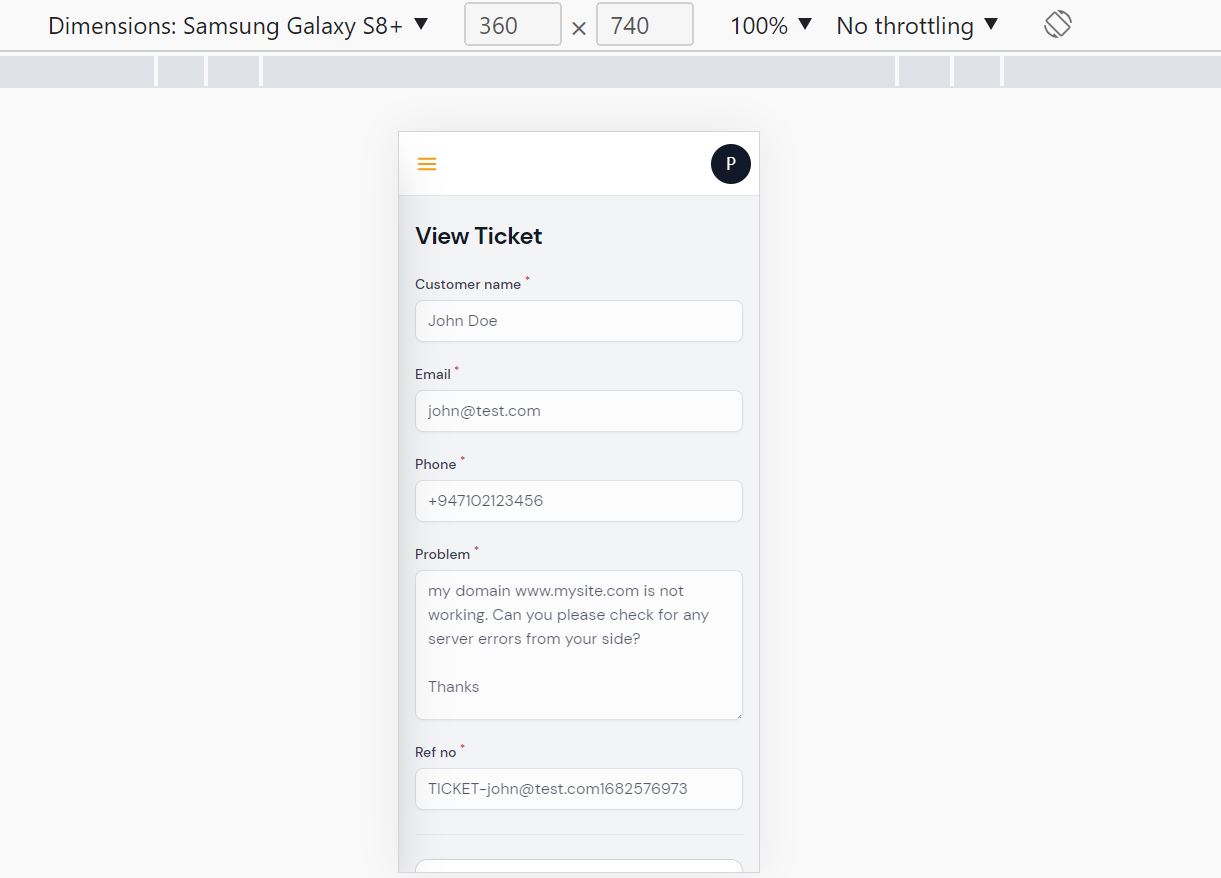 Dimensions: Samsung Galaxy S8+ ▼ 360 × 740 100% ▼ No throttling ▼
P
View Ticket
Customer name *
John Doe
Email *
john@test.com
Phone *
+947102123456
Problem *
my domain www.mysite.com is not
working. Can you please check for any
server errors from your side?
Thanks
Ref no *
TICKET-john@test.com1682576973